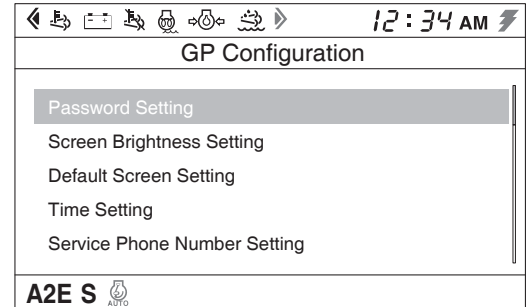 12:34 AM
GP Configuration
Password Setting
Screen Brightness Setting
Default Screen Setting
Time Setting
Service Phone Number Setting
A2E S AUTO